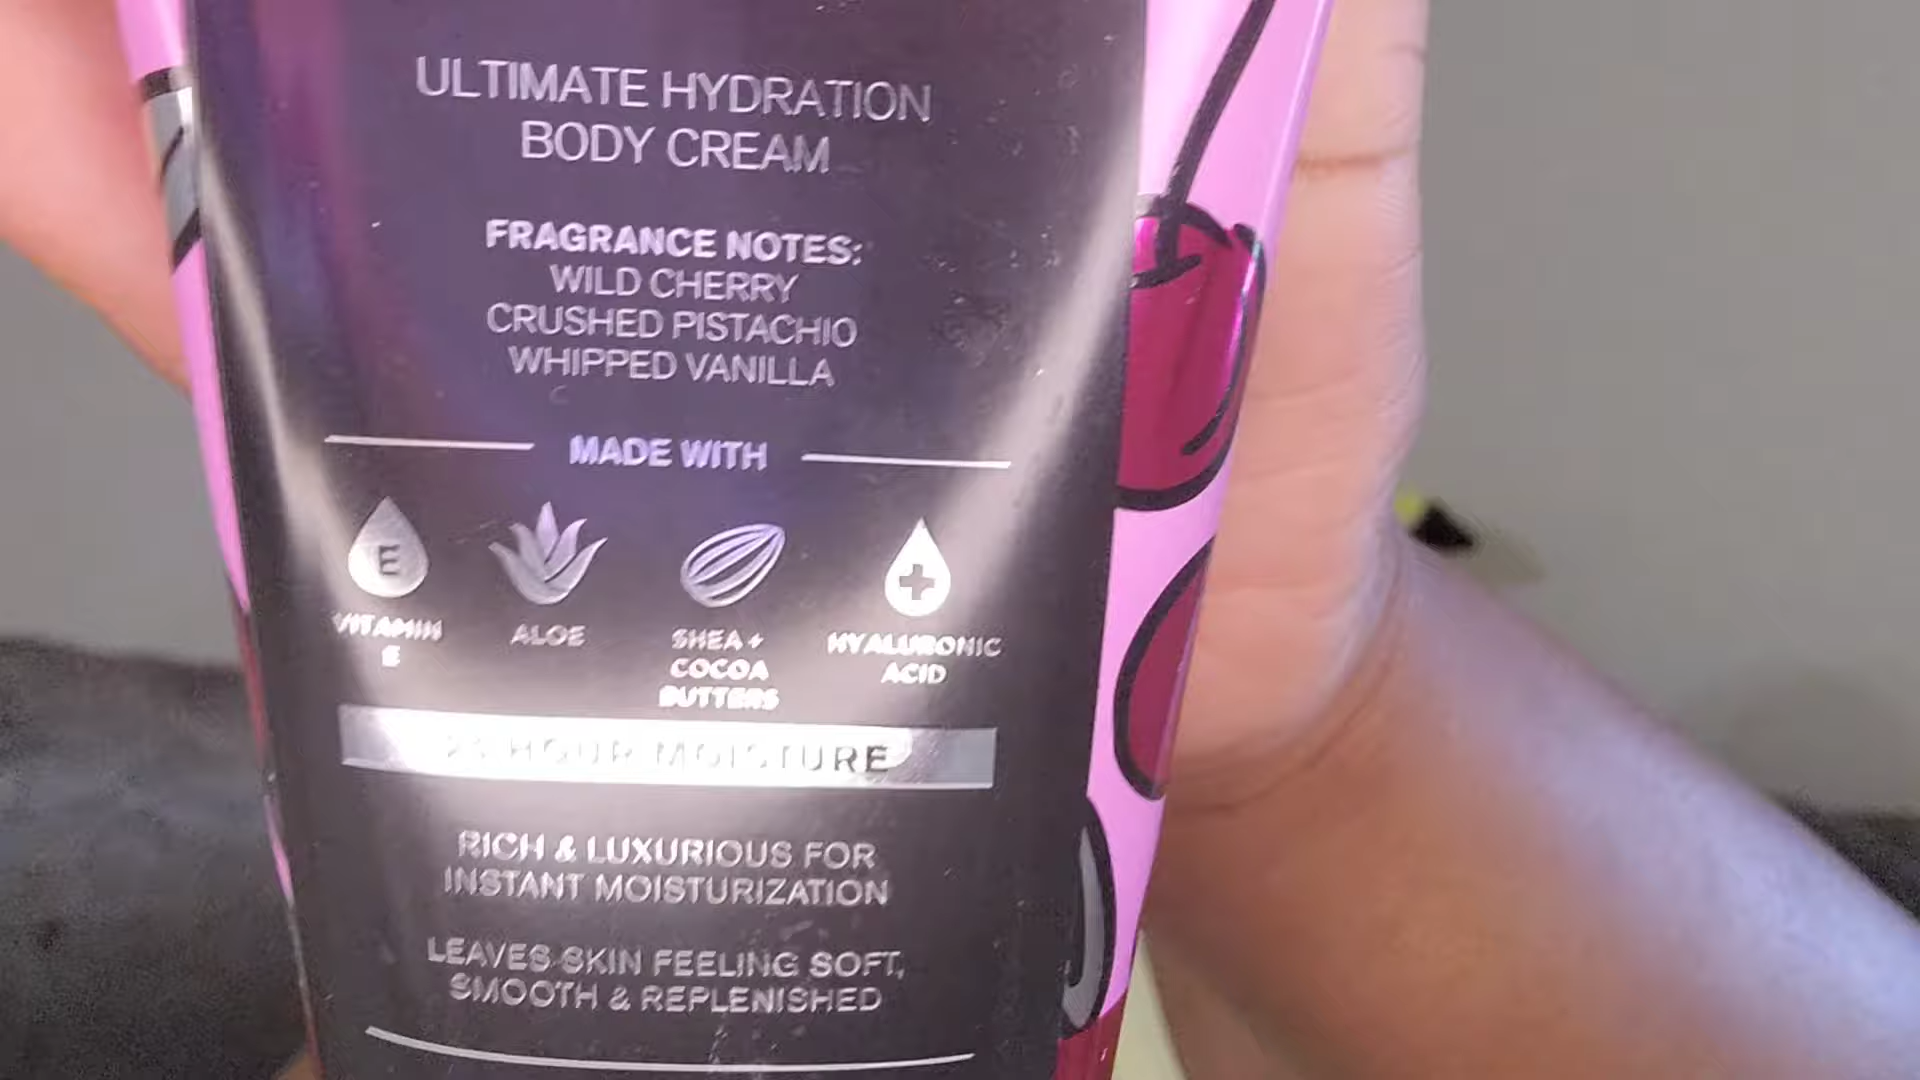 ULTIMATE HYDRATION
BODY CREAM
FRAGRANCE NOTES:
WILD CHERRY
CRUSHED PISTACHIO
WHIPPED VANILLA
MADE WITH
E
VITAMIN
E
ALOE
SHEA +
COCOA
BUTTERS
HYALURONIC
ACID
24 HOUR MOISTURE
RICH & LUXURIOUS FOR
INSTANT MOISTURIZATION
LEAVES SKIN FEELING SOFT,
SMOOTH & REPLENISHED